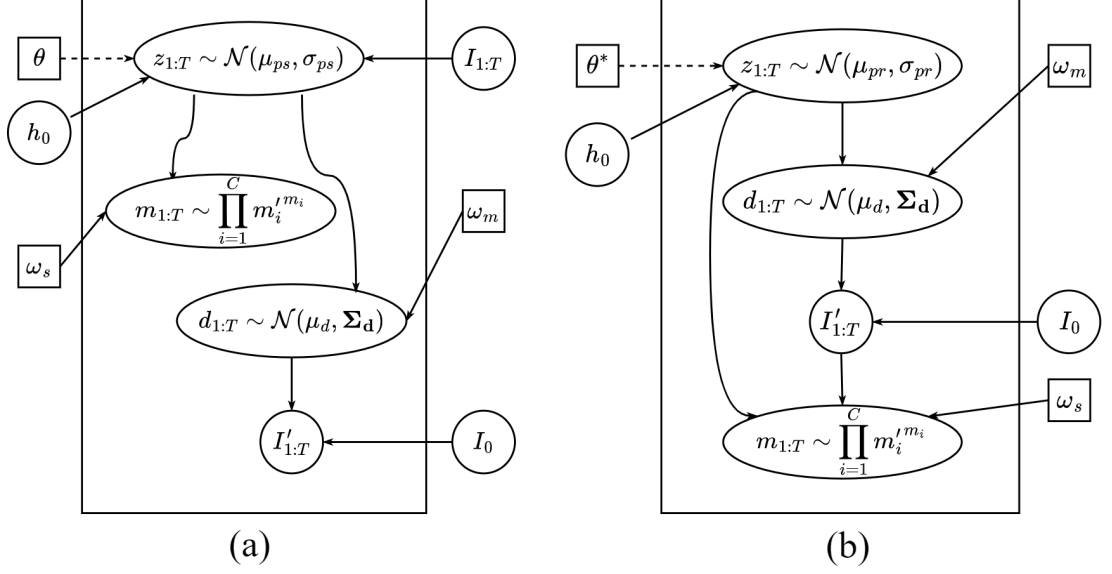 θ
z_{1:T} ∼ 𝒩(μ_{ps}, σ_{ps})
I_{1:T}
h_0
m_{1:T} ∼ ∏_{i=1}^{C} m'_i^{m_i}
ω_m
ω_s
d_{1:T} ∼ 𝒩(μ_d, Σ_d)
I'_{1:T}
I_0
(a)
θ*
z_{1:T} ∼ 𝒩(μ_{pr}, σ_{pr})
ω_m
h_0
d_{1:T} ∼ 𝒩(μ_d, Σ_d)
I'_{1:T}
I_0
ω_s
m_{1:T} ∼ ∏_{i=1}^{C} m'_i^{m_i}
(b)